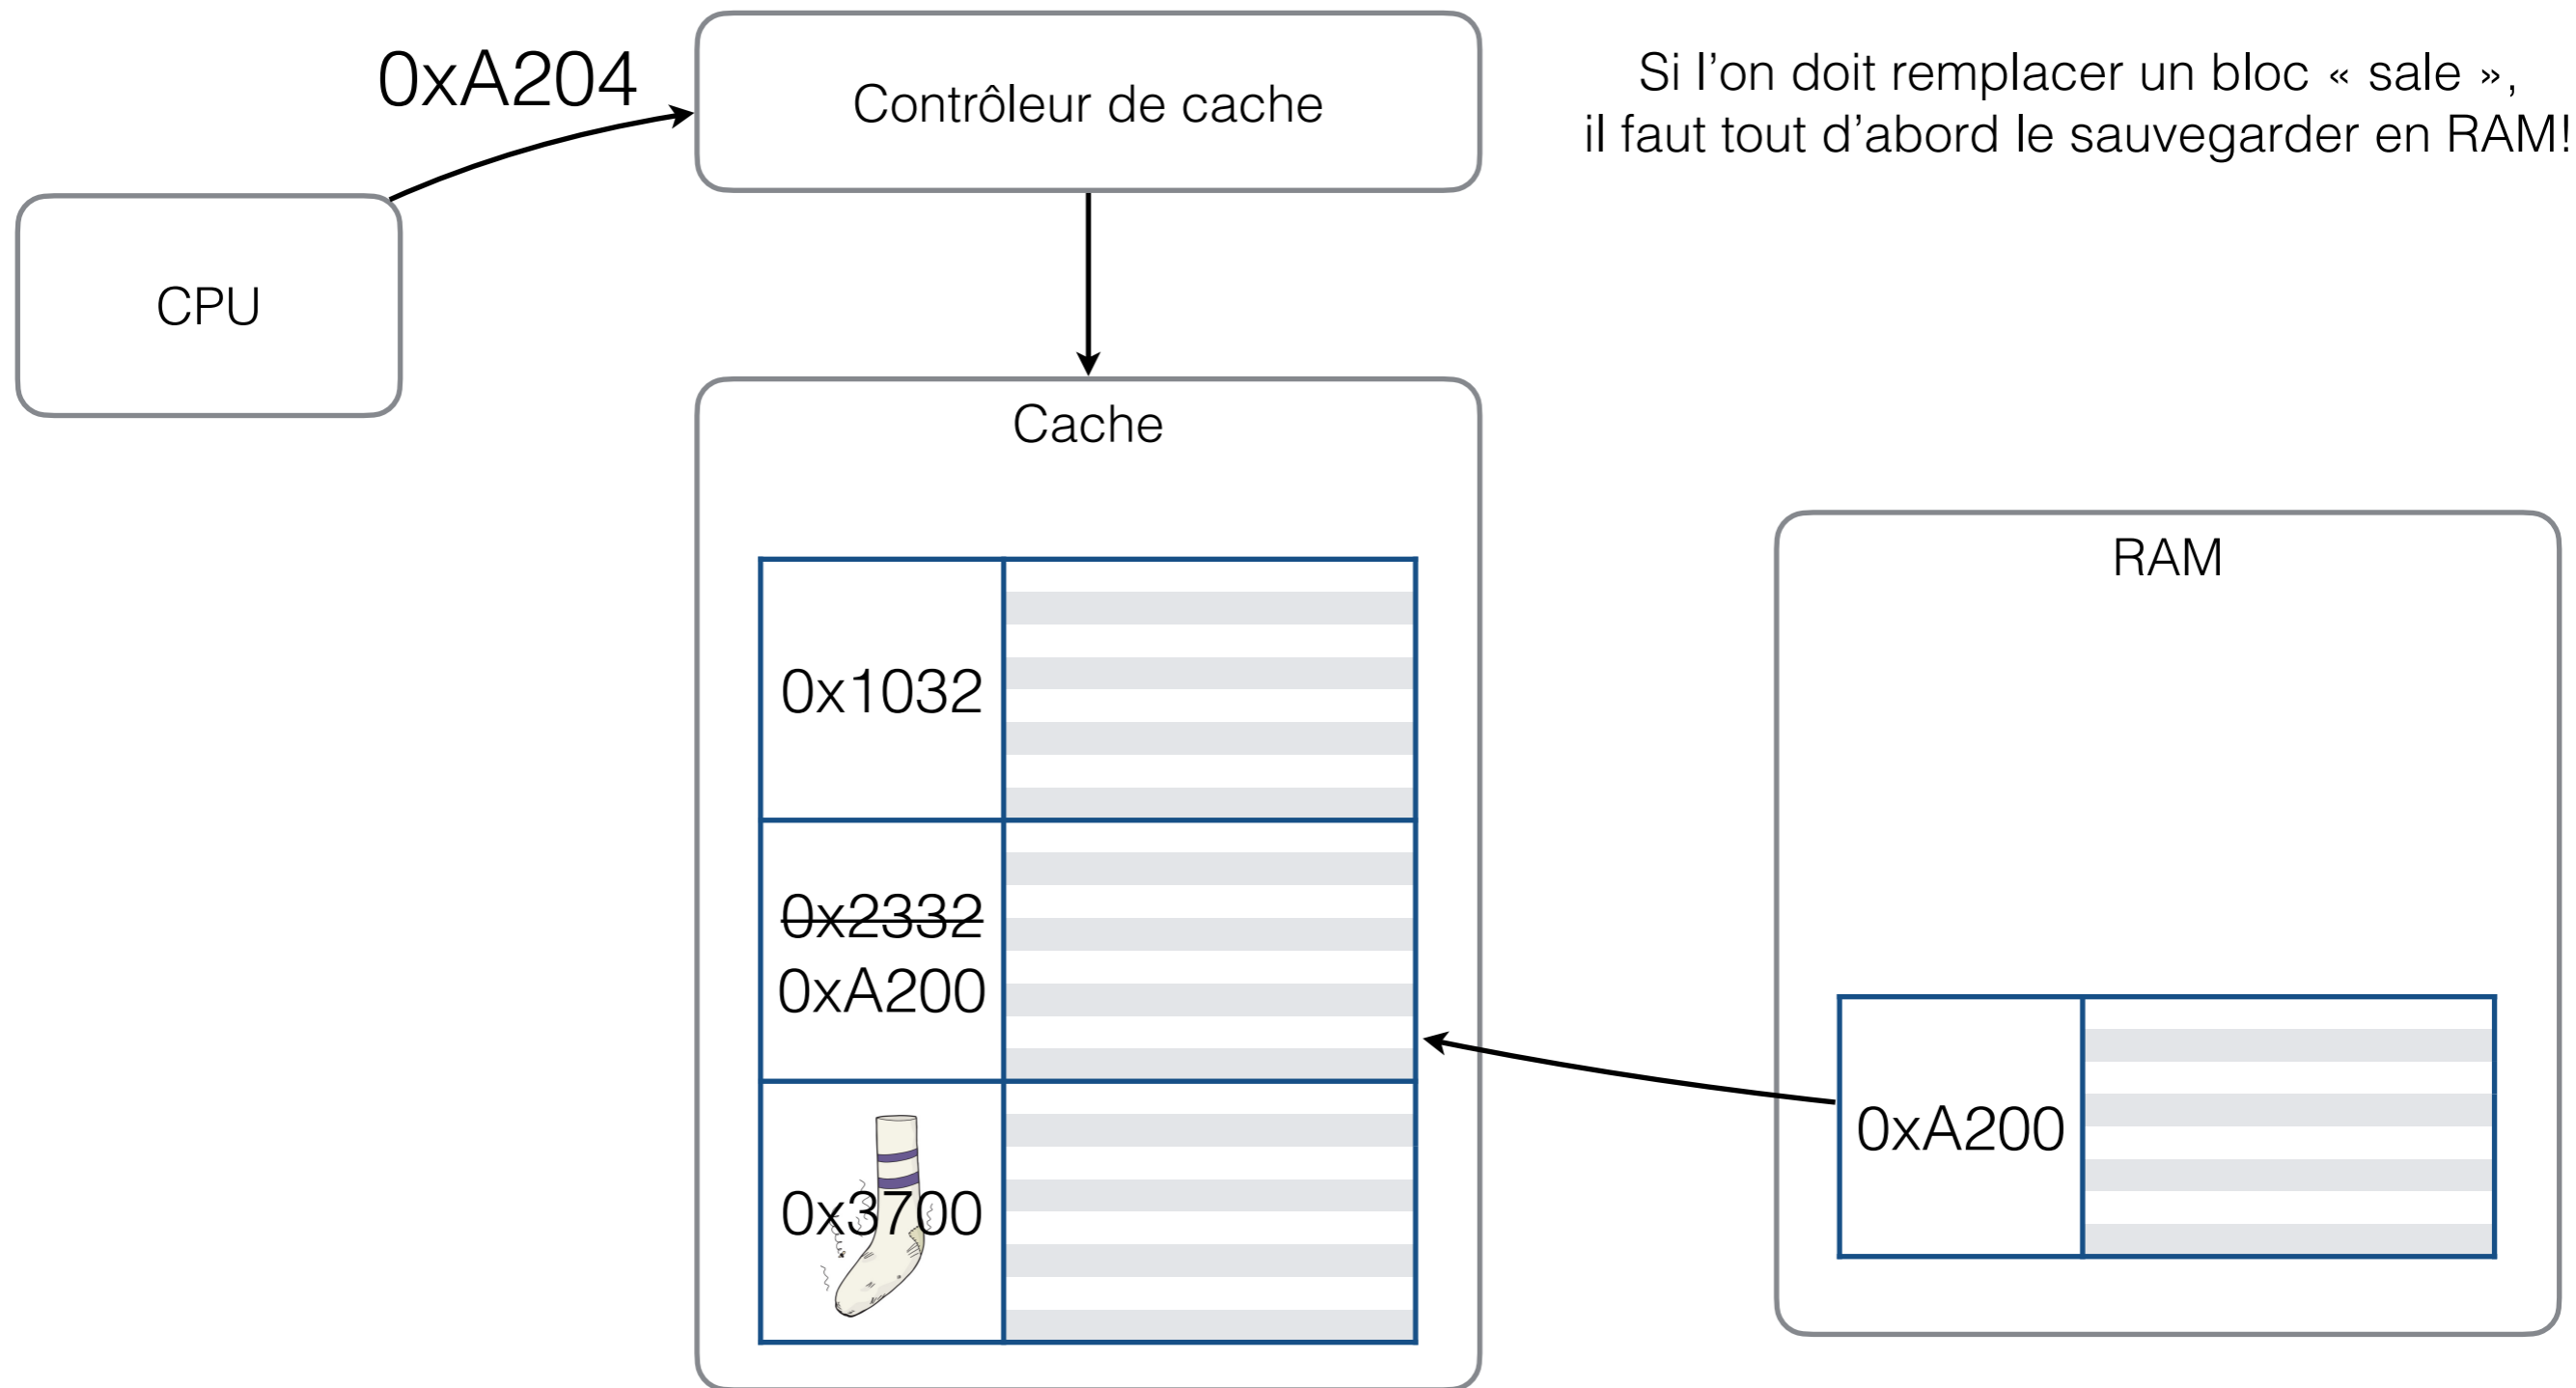 0xA204
Contrôleur de cache
Si l'on doit remplacer un bloc « sale »,
il faut tout d'abord le sauvegarder en RAM!
CPU
Cache
RAM
0x1032
0x2332
0xA200
0x3700
0xA200